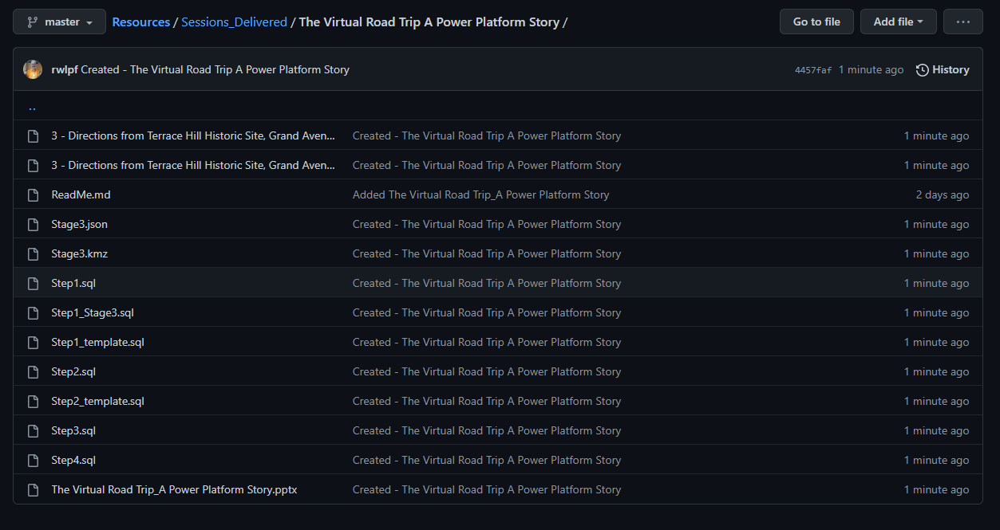 master Resources / Sessions_Delivered / The Virtual Road Trip A Power Platform Story / Go to file Add file ...
rwlpf Created - The Virtual Road Trip A Power Platform Story 4457faf 1 minute ago History
..
3 - Directions from Terrace Hill Historic Site, Grand Aven... Created - The Virtual Road Trip A Power Platform Story 1 minute ago
3 - Directions from Terrace Hill Historic Site, Grand Aven... Created - The Virtual Road Trip A Power Platform Story 1 minute ago
ReadMe.md Added The Virtual Road Trip_A Power Platform Story 2 days ago
Stage3.json Created - The Virtual Road Trip A Power Platform Story 1 minute ago
Stage3.kmz Created - The Virtual Road Trip A Power Platform Story 1 minute ago
Step1.sql Created - The Virtual Road Trip A Power Platform Story 1 minute ago
Step1_Stage3.sql Created - The Virtual Road Trip A Power Platform Story 1 minute ago
Step1_template.sql Created - The Virtual Road Trip A Power Platform Story 1 minute ago
Step2.sql Created - The Virtual Road Trip A Power Platform Story 1 minute ago
Step2_template.sql Created - The Virtual Road Trip A Power Platform Story 1 minute ago
Step3.sql Created - The Virtual Road Trip A Power Platform Story 1 minute ago
Step4.sql Created - The Virtual Road Trip A Power Platform Story 1 minute ago
The Virtual Road Trip_A Power Platform Story.pptx Created - The Virtual Road Trip A Power Platform Story 1 minute ago